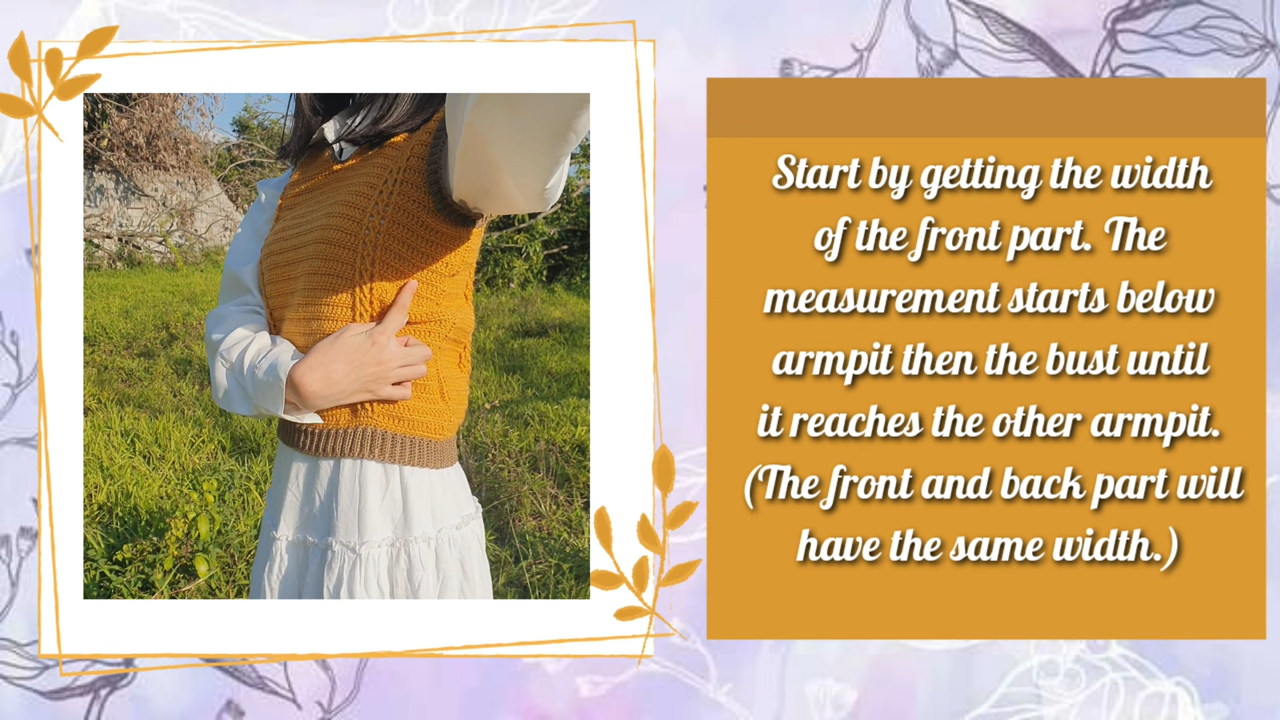 Start by getting the width
of the front part. The
measurement starts below
armpit then the bust until
it reaches the other armpit.
(The front and back part will
have the same width.)